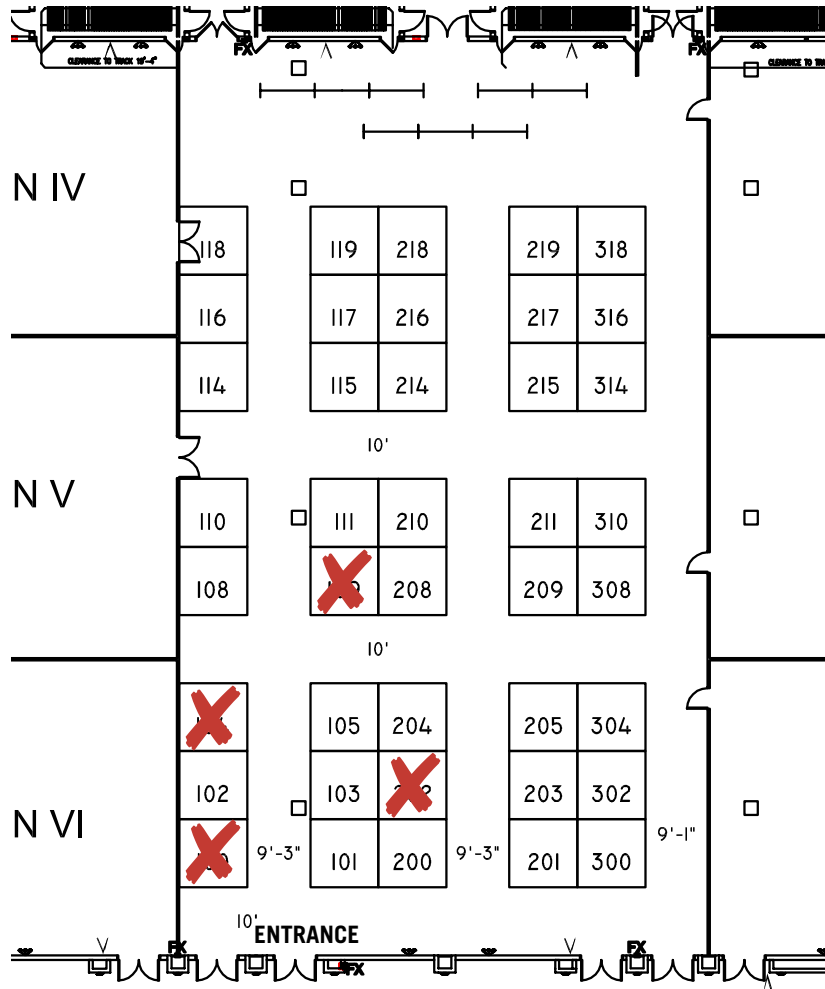 FX
FX
CLEARANCE TO TRACK 18'-4"
N IV
118 119 218 219 318
116 117 216 217 316
114 115 214 215 314
10'
N V
110 111 210 211 310
108 208 209 308
10'
105 204 205 304
102 103 203 302
N VI
9'-3" 9'-3" 9'-1"
101 200 201 300
10'
ENTRANCE
FX
FX
FX